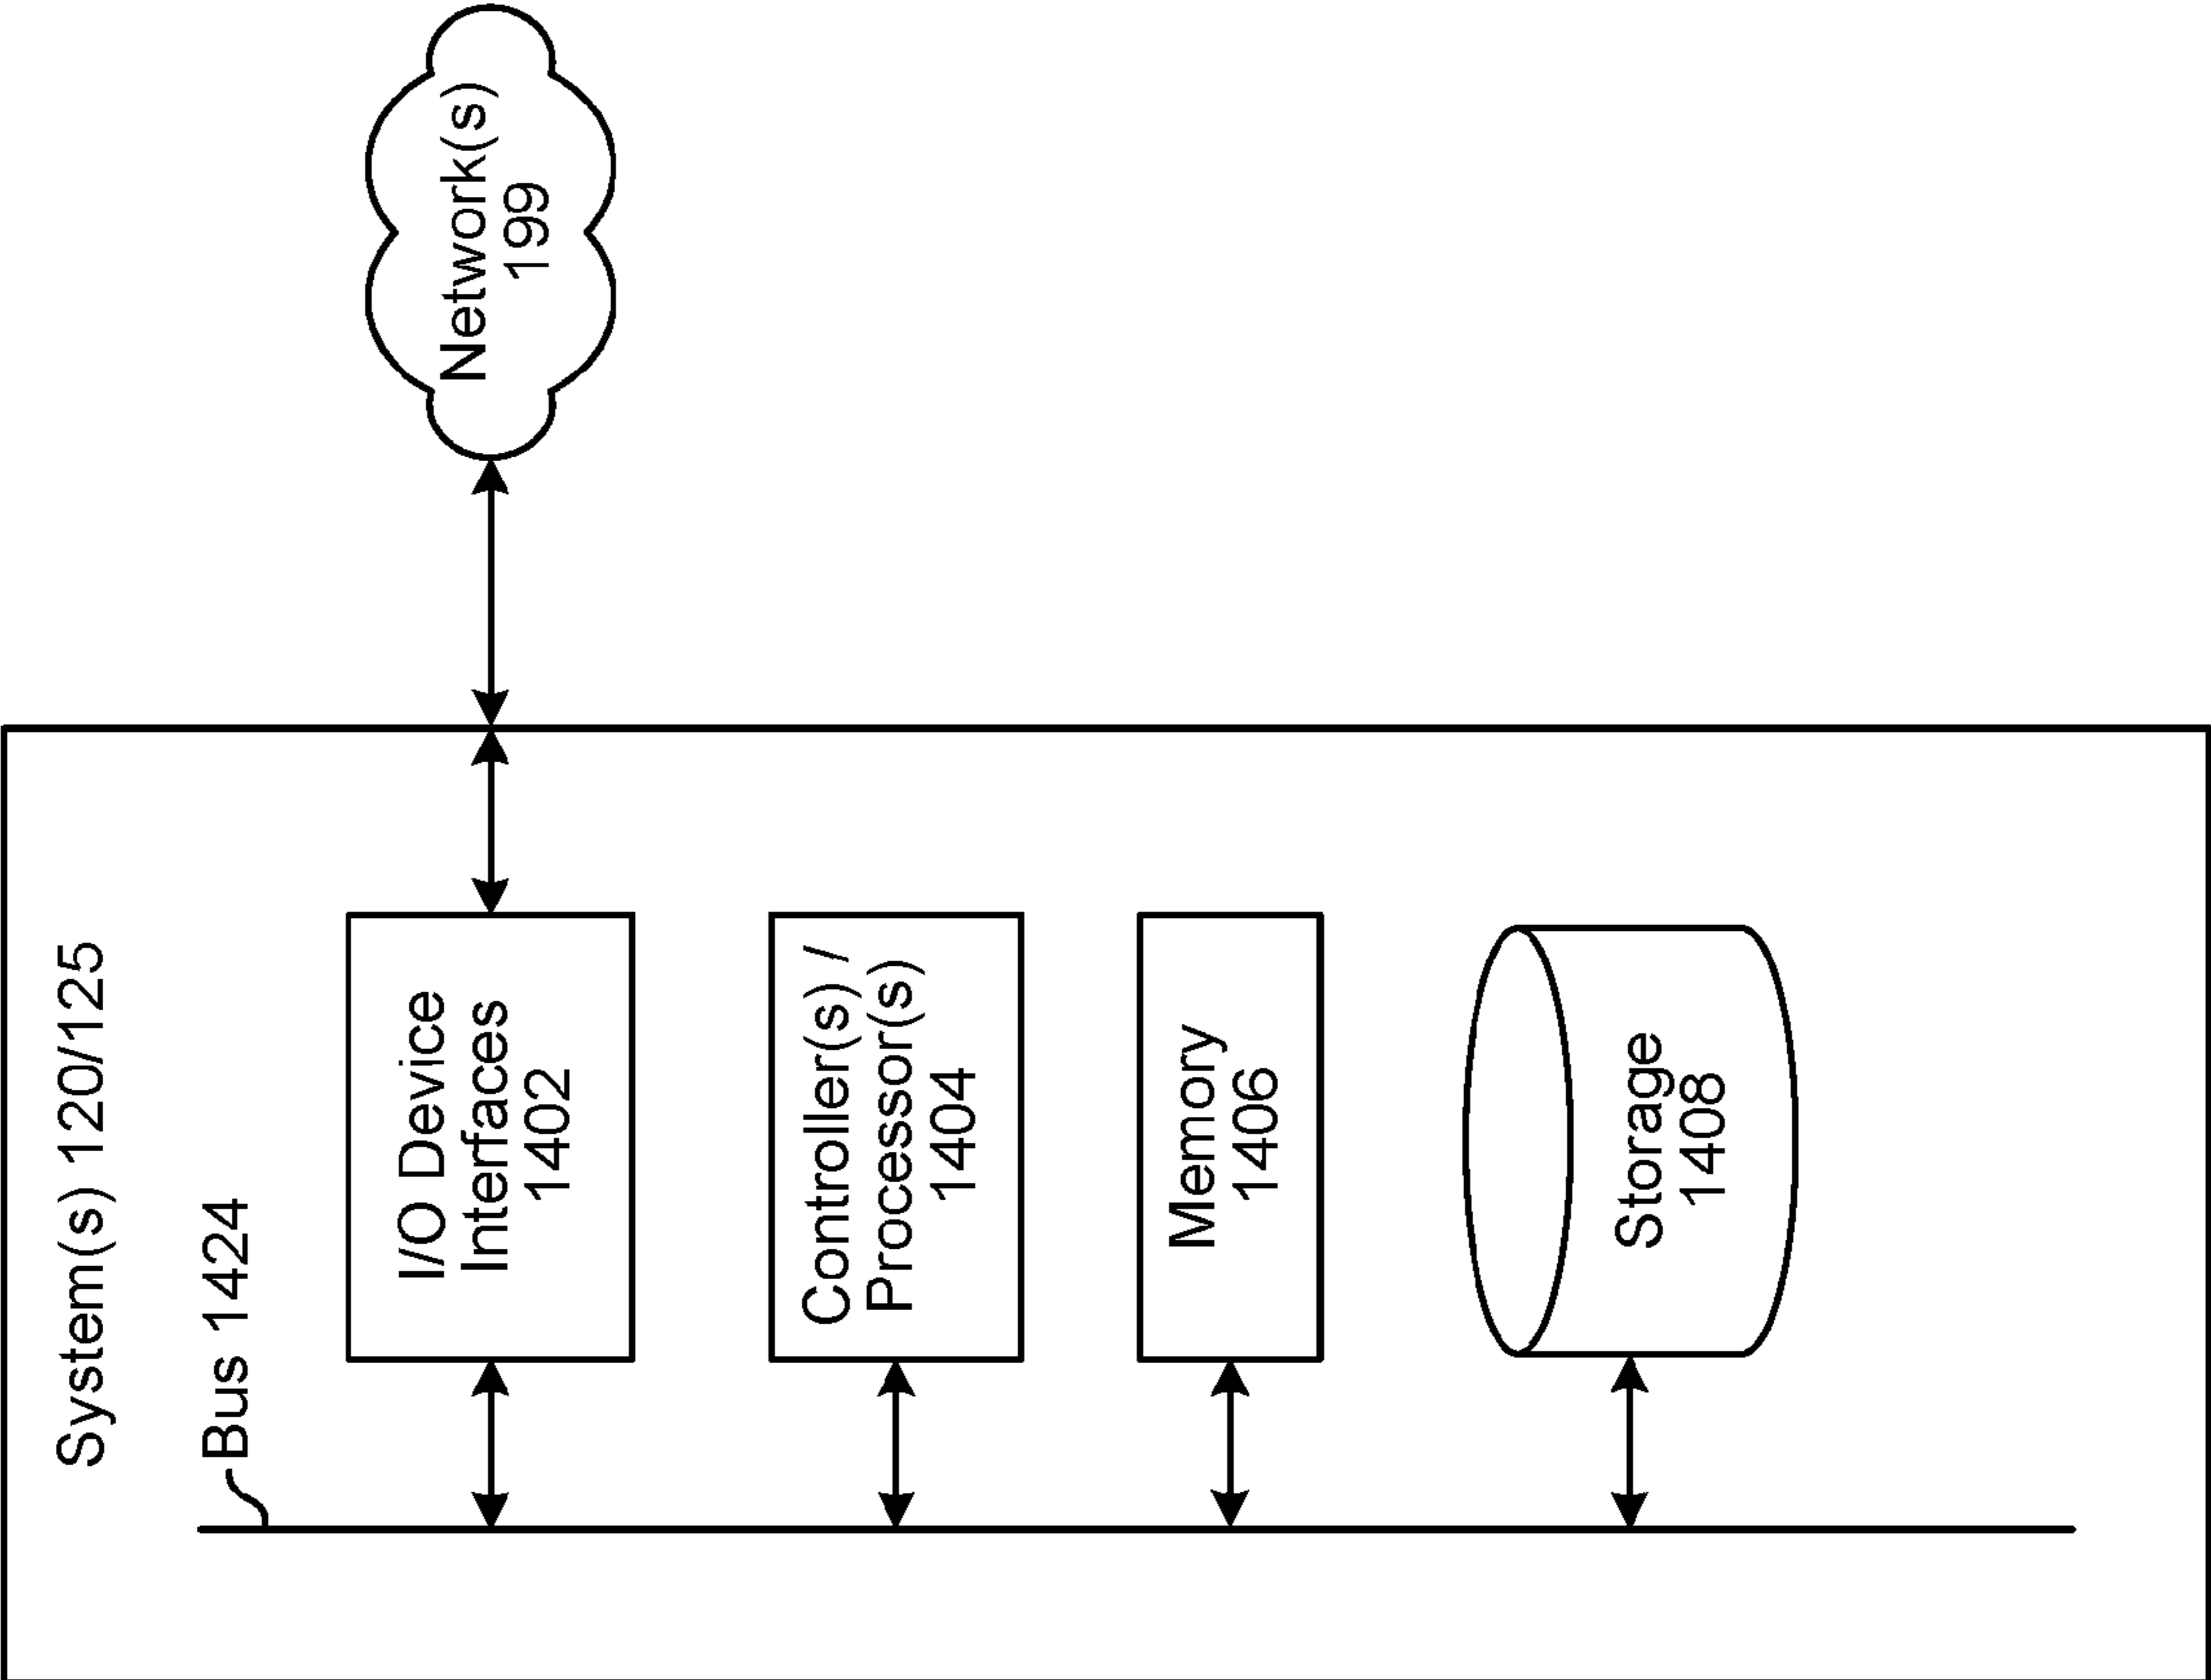 System(s) 120/125
Bus 1424
I/O Device
Interfaces
1402
Network(s)
199
Controller(s) /
Processor(s)
1404
Memory
1406
Storage
1408